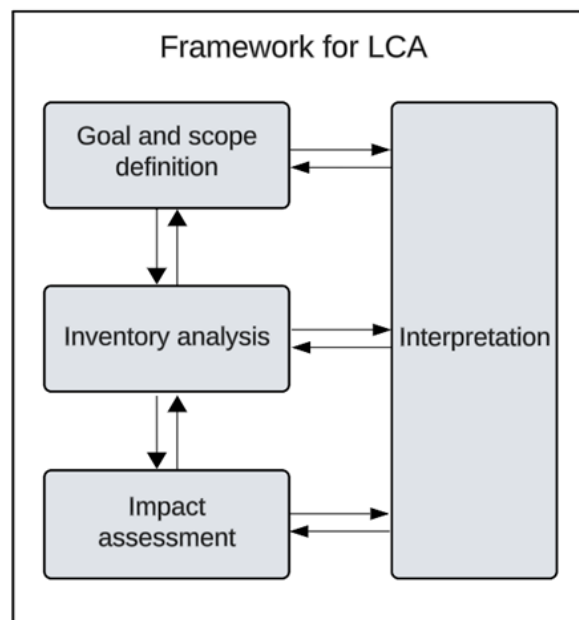 Framework for LCA
Goal and scope
definition
Inventory analysis
Interpretation
Impact
assessment